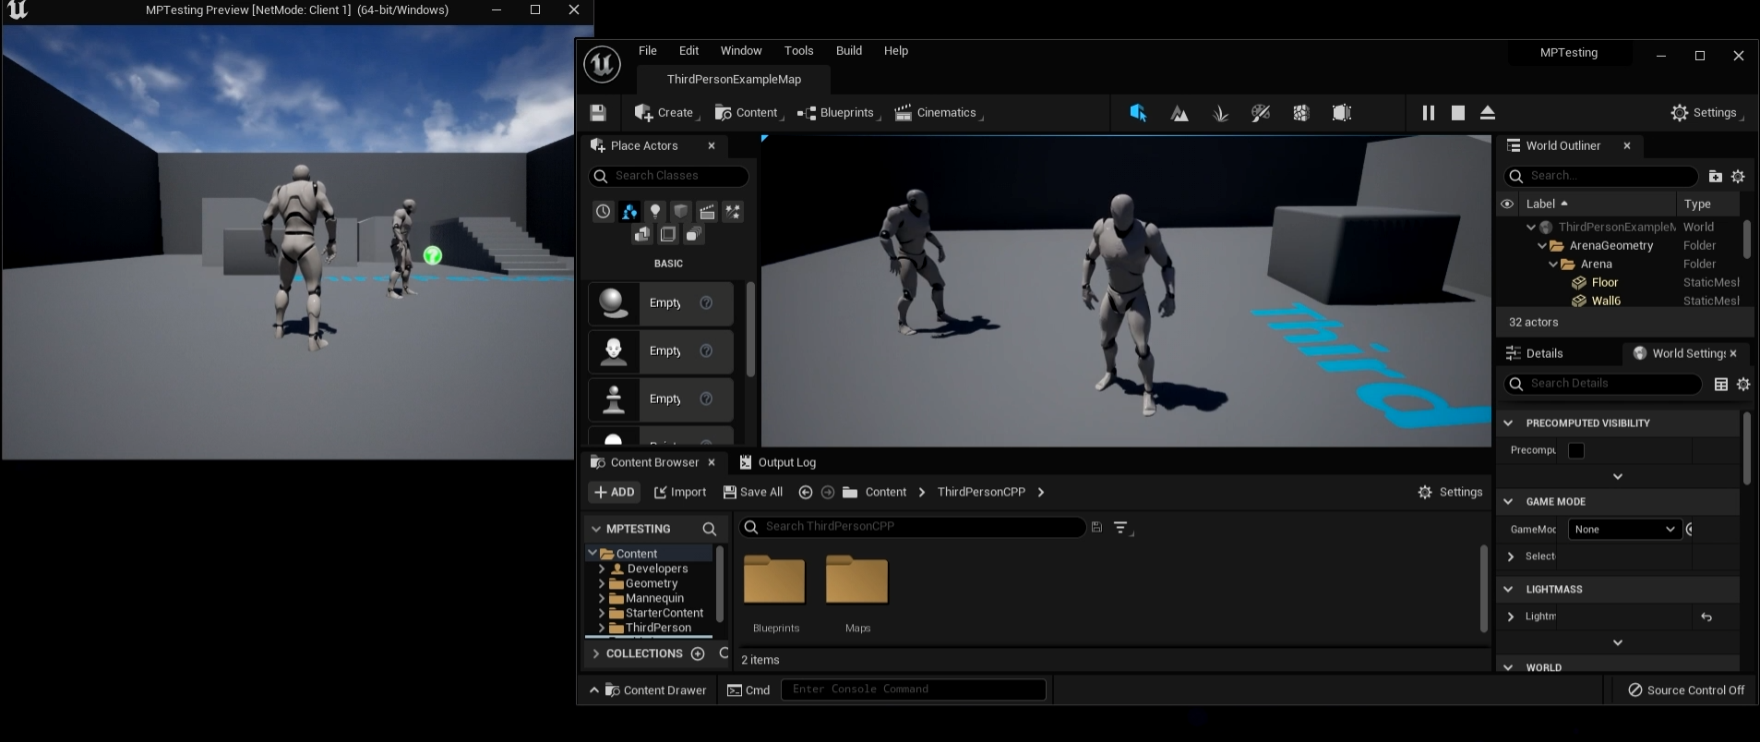 MPTesting Preview [NetMode: Client 1] (64-bit/Windows)
File Edit Window Tools Build Help
MPTesting
ThirdPersonExampleMap
Create Content Blueprints Cinematics
Settings
Place Actors
Search Classes
BASIC
Empty
Empty
Empty
Third
World Outliner
Search...
Label Type
ThirdPersonExampleM World
ArenaGeometry Folder
Arena Folder
Floor StaticMesl
Wall6 StaticMesl
32 actors
Details World Settings
Search Details
PRECOMPUTED VISIBILITY
Precompu
GAME MODE
GameMod None
Select
LIGHTMASS
Lightm
WORLD
Content Browser Output Log
ADD Import Save All Content ThirdPersonCPP Settings
MPTESTING
Search ThirdPersonCPP
Content
Developers
Geometry
Mannequin
StarterContent
ThirdPerson
Blueprints Maps
COLLECTIONS
2 items
Content Drawer Cmd Enter Console Command Source Control Off